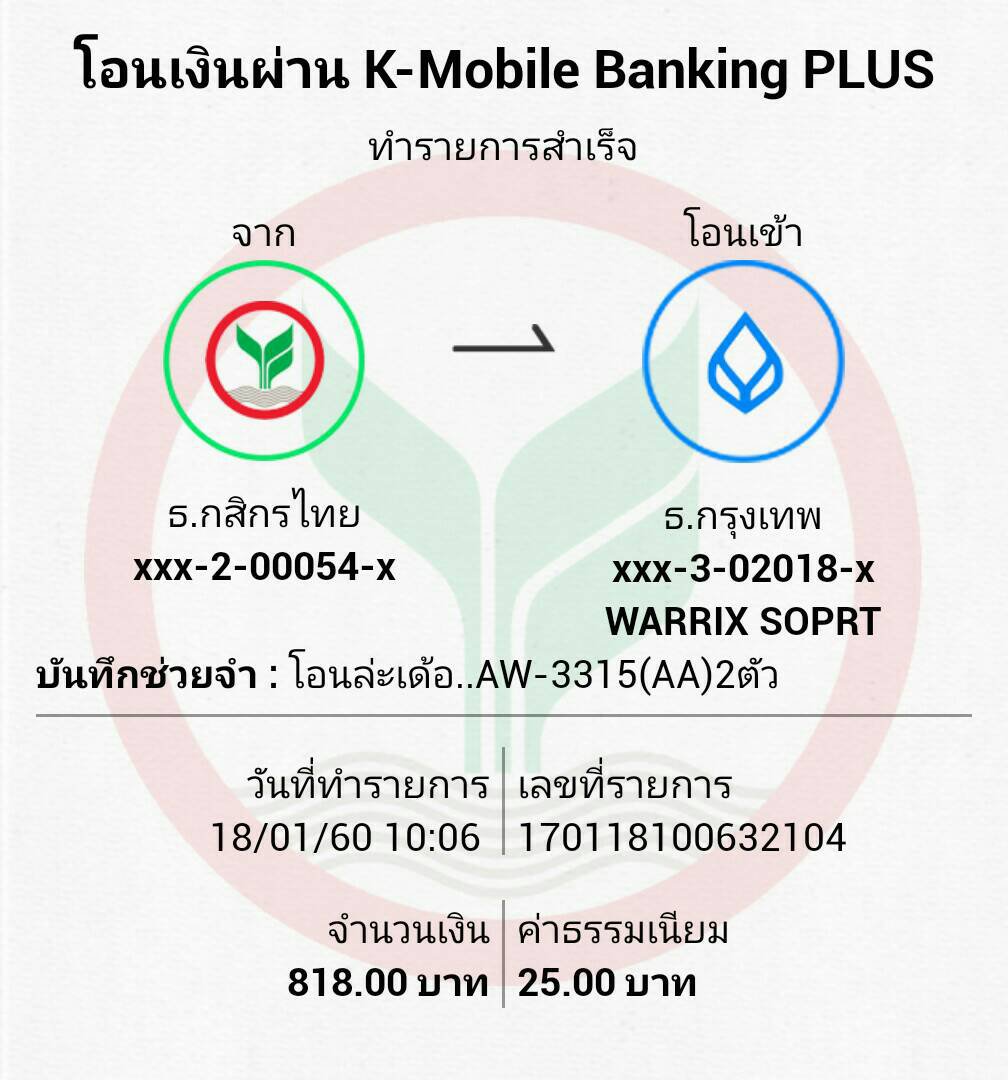 โอนเงินผ่าน K-Mobile Banking PLUS
ทำรายการสำเร็จ
จาก
โอนเข้า
ธ.กสิกรไทย
xxx-2-00054-x
ธ.กรุงเทพ
xxx-3-02018-x
WARRIX SOPRT
บันทึกช่วยจำ : โอนล่ะเด้อ..AW-3315(AA)2ตัว
วันที่ทำรายการ
18/01/60 10:06
เลขที่รายการ
170118100632104
จำนวนเงิน
818.00 บาท
ค่าธรรมเนียม
25.00 บาท